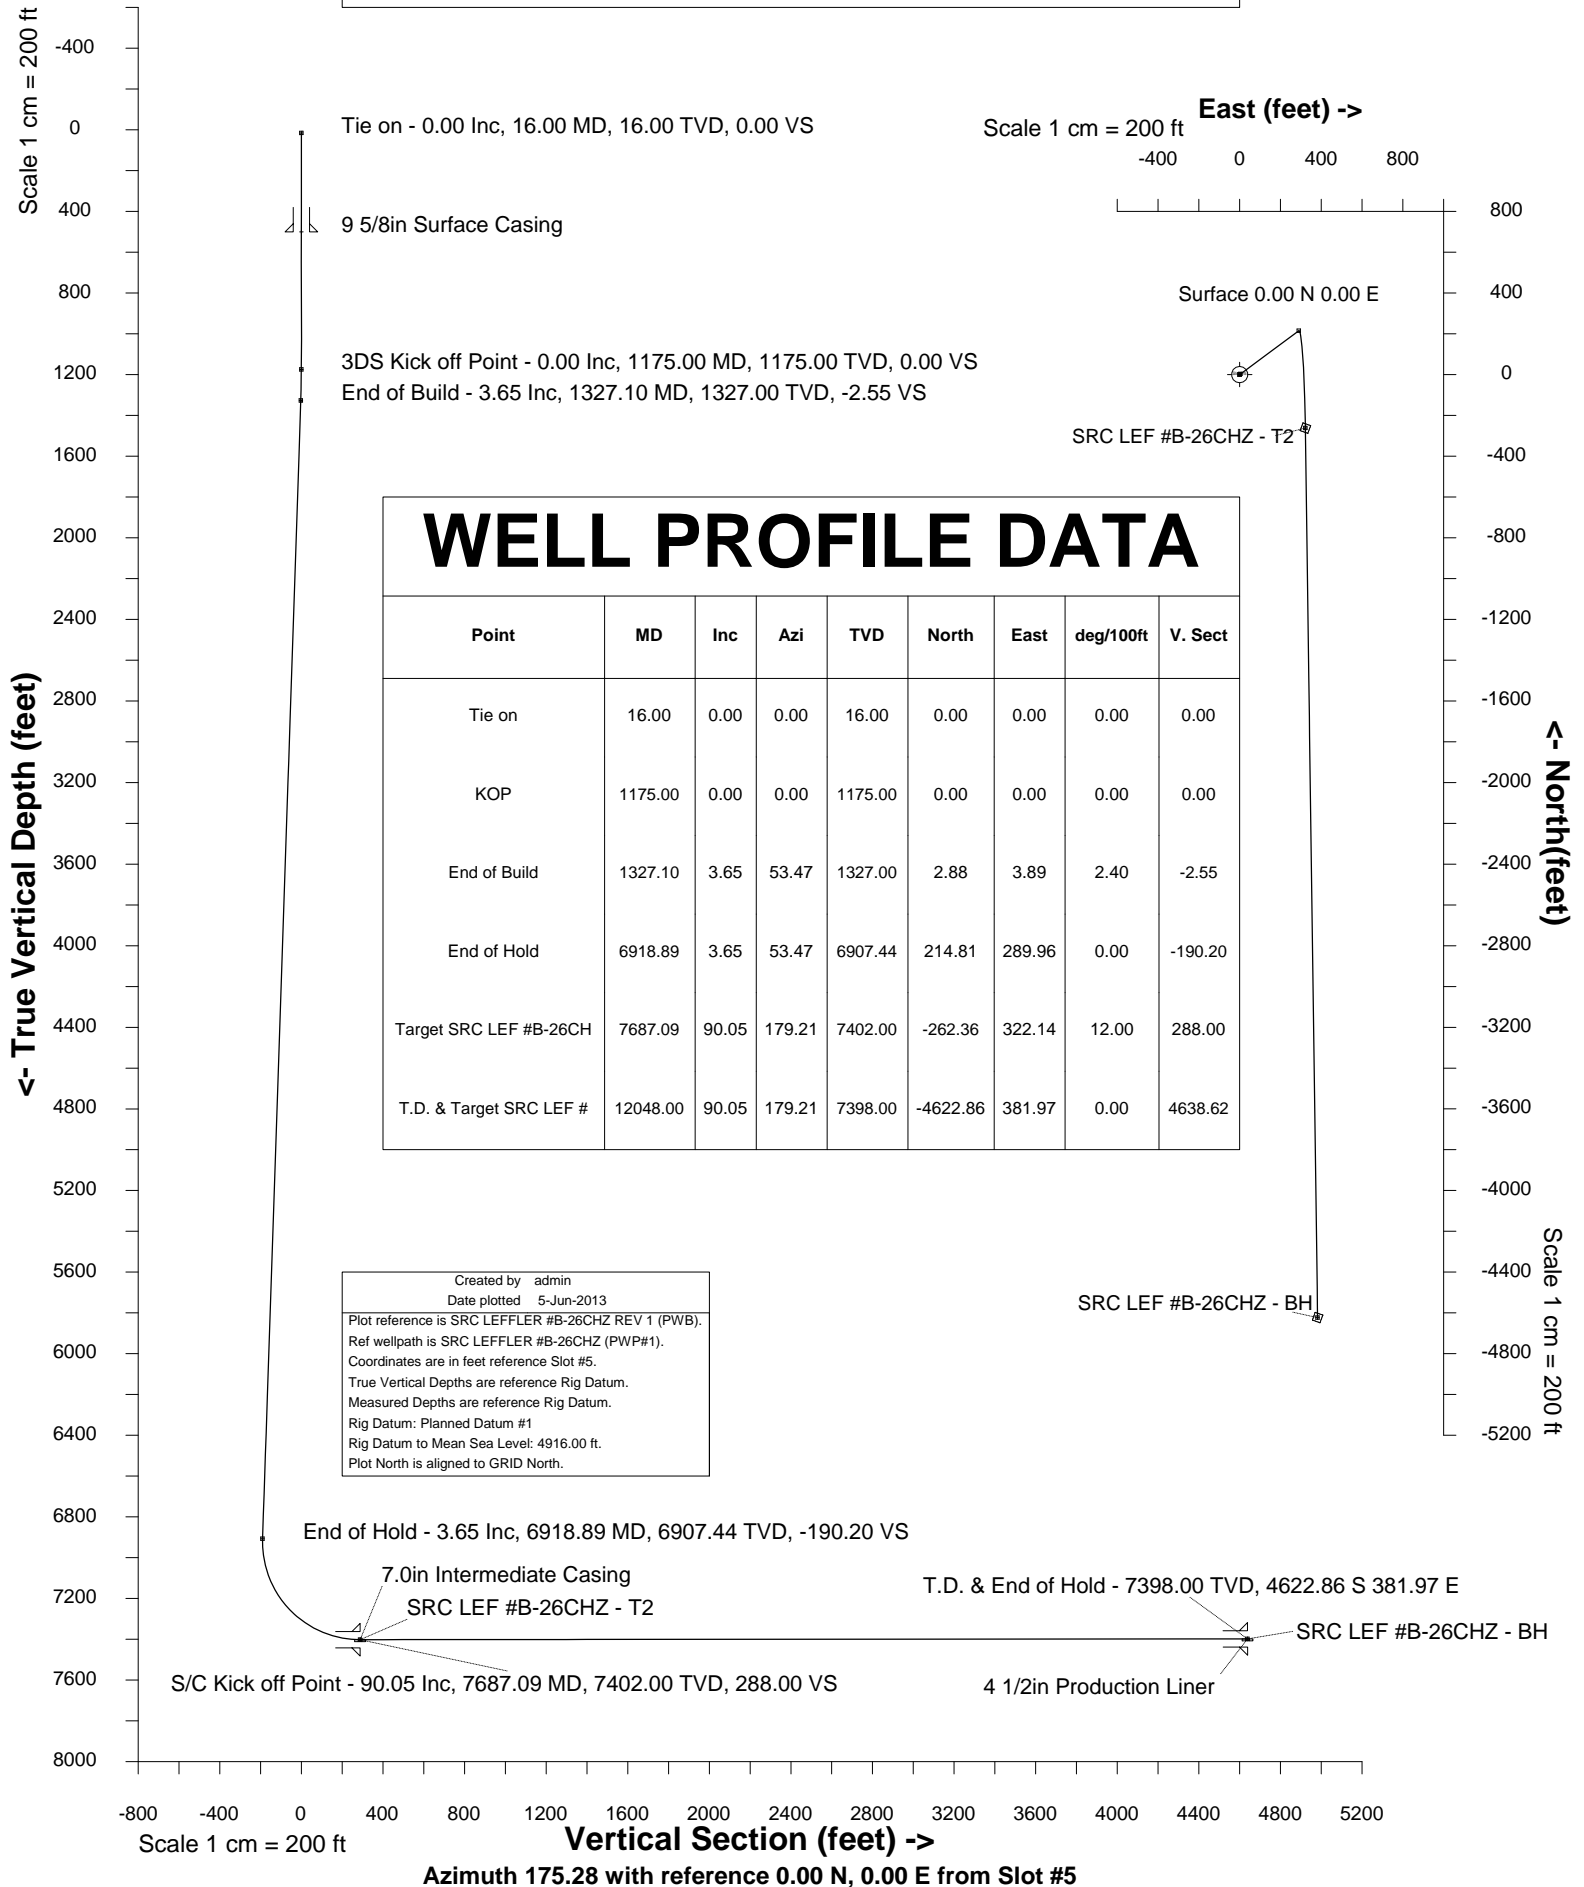 Scale 1 cm = 200 ft
-400
0
400
800
1200
1600
2000
2400
2800
3200
3600
4000
4400
4800
5200
5600
6000
6400
6800
7200
7600
8000
<- True Vertical Depth (feet)
Tie on - 0.00 Inc, 16.00 MD, 16.00 TVD, 0.00 VS
9 5/8in Surface Casing
3DS Kick off Point - 0.00 Inc, 1175.00 MD, 1175.00 TVD, 0.00 VS
End of Build - 3.65 Inc, 1327.10 MD, 1327.00 TVD, -2.55 VS
East (feet) ->
Scale 1 cm = 200 ft
-400 0 400 800
800
400
0
-400
-800
-1200
-1600
-2000
-2400
-2800
-3200
-3600
-4000
-4400
-4800
-5200
<- North(feet)
Scale 1 cm = 200 ft
Surface 0.00 N 0.00 E
SRC LEF #B-26CHZ - T2
SRC LEF #B-26CHZ - BH
WELL PROFILE DATA
Point MD Inc Azi TVD North East deg/100ft V. Sect
Tie on 16.00 0.00 0.00 16.00 0.00 0.00 0.00 0.00
KOP 1175.00 0.00 0.00 1175.00 0.00 0.00 0.00 0.00
End of Build 1327.10 3.65 53.47 1327.00 2.88 3.89 2.40 -2.55
End of Hold 6918.89 3.65 53.47 6907.44 214.81 289.96 0.00 -190.20
Target SRC LEF #B-26CH 7687.09 90.05 179.21 7402.00 -262.36 322.14 12.00 288.00
T.D. & Target SRC LEF # 12048.00 90.05 179.21 7398.00 -4622.86 381.97 0.00 4638.62
Created by admin
Date plotted 5-Jun-2013
Plot reference is SRC LEFFLER #B-26CHZ REV 1 (PWB).
Ref wellpath is SRC LEFFLER #B-26CHZ (PWP#1).
Coordinates are in feet reference Slot #5.
True Vertical Depths are reference Rig Datum.
Measured Depths are reference Rig Datum.
Rig Datum: Planned Datum #1
Rig Datum to Mean Sea Level: 4916.00 ft.
Plot North is aligned to GRID North.
End of Hold - 3.65 Inc, 6918.89 MD, 6907.44 TVD, -190.20 VS
7.0in Intermediate Casing
SRC LEF #B-26CHZ - T2
T.D. & End of Hold - 7398.00 TVD, 4622.86 S 381.97 E
SRC LEF #B-26CHZ - BH
S/C Kick off Point - 90.05 Inc, 7687.09 MD, 7402.00 TVD, 288.00 VS
4 1/2in Production Liner
-800 -400 0 400 800 1200 1600 2000 2400 2800 3200 3600 4000 4400 4800 5200
Scale 1 cm = 200 ft
Vertical Section (feet) ->
Azimuth 175.28 with reference 0.00 N, 0.00 E from Slot #5